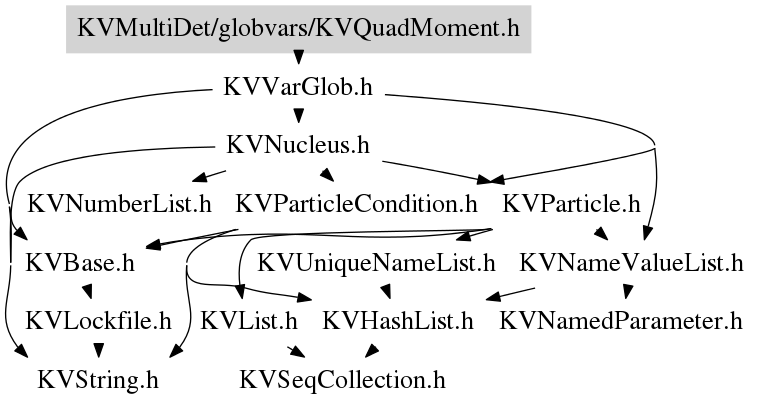 KVMultiDet/globvars/KVQuadMoment.h
KVVarGlob.h
KVNucleus.h
KVNumberList.h
KVParticleCondition.h
KVParticle.h
KVBase.h
KVUniqueNameList.h
KVNameValueList.h
KVLockfile.h
KVList.h
KVHashList.h
KVNamedParameter.h
KVString.h
KVSeqCollection.h